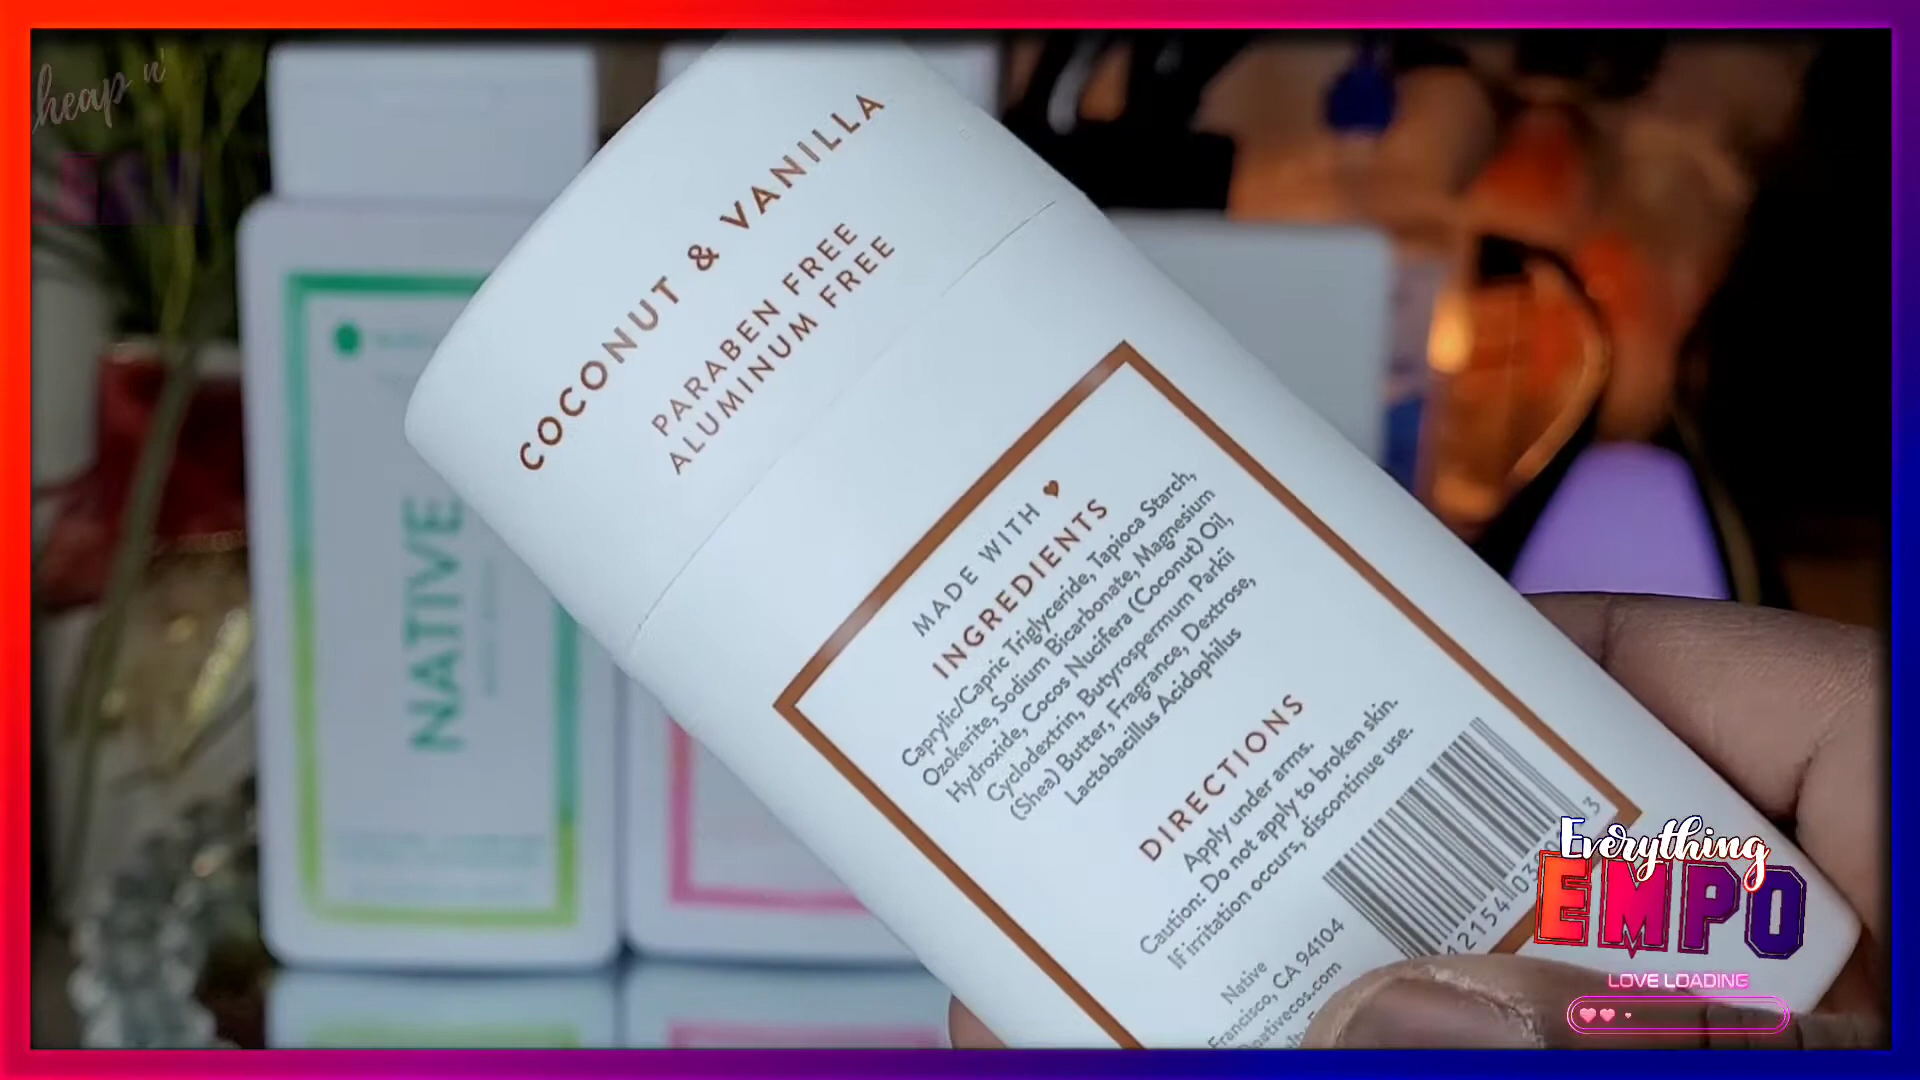 heap n'
COCONUT & VANILLA
PARABEN FREE
ALUMINUM FREE
NATIVE
MADE WITH ♥
INGREDIENTS
Caprylic/Capric Triglyceride, Tapioca Starch,
Ozokerite, Sodium Bicarbonate, Magnesium
Hydroxide, Cocos Nucifera (Coconut) Oil,
Cyclodextrin, Butyrospermum Parkii
(Shea) Butter, Fragrance, Dextrose,
Lactobacillus Acidophilus
DIRECTIONS
Apply under arms.
Caution: Do not apply to broken skin.
If irritation occurs, discontinue use.
Native
Francisco, CA 94104
nativecos.com
Everything
EMPO
LOVE LOADING